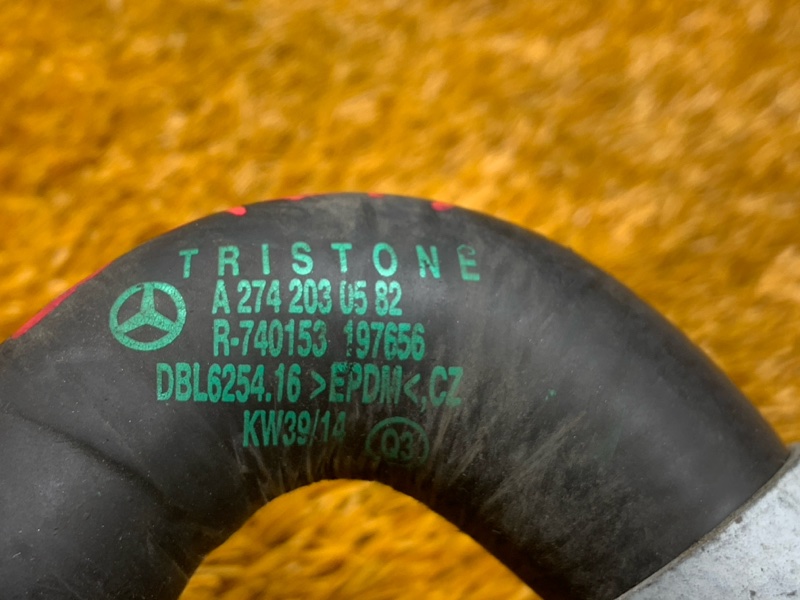 TRISTONE
A 274 203 05 82
R-740153 197656
DBL6254.16 >EPDM<,CZ
KW39/14 Q3